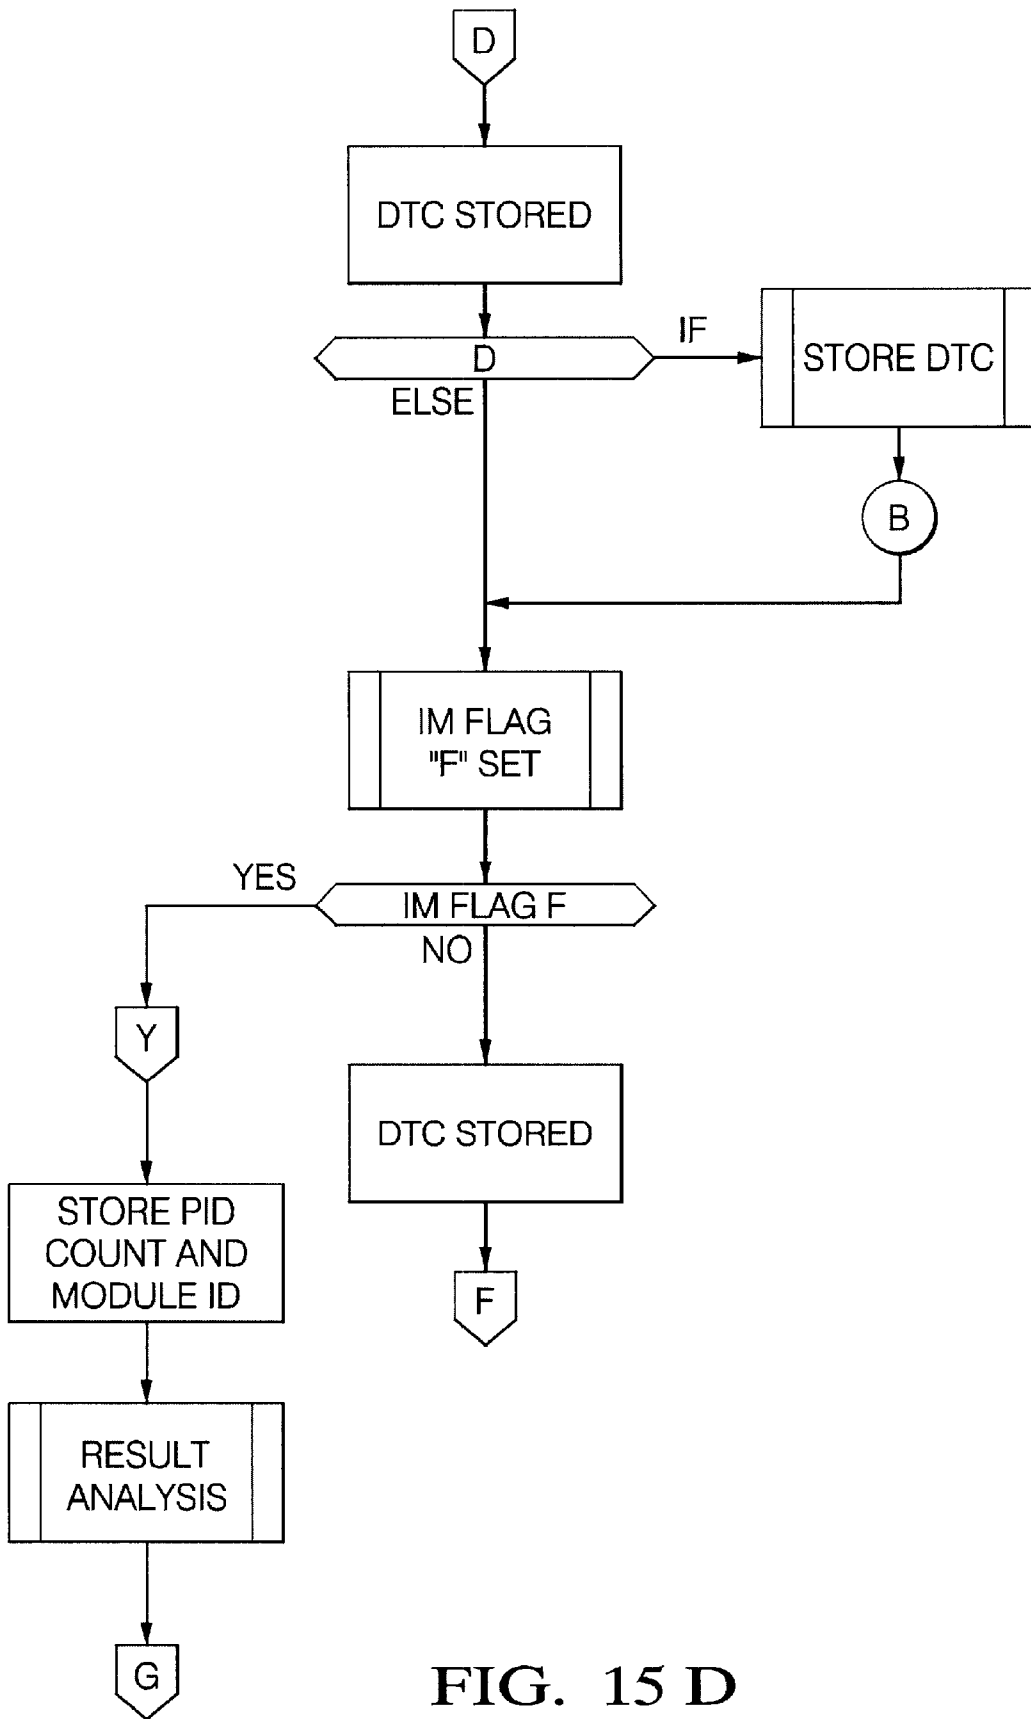 D
DTC STORED
D
IF
STORE DTC
ELSE
B
IM FLAG
"F" SET
YES
IM FLAG F
NO
Y
DTC STORED
STORE PID
COUNT AND
MODULE ID
F
RESULT
ANALYSIS
G
FIG. 15 D